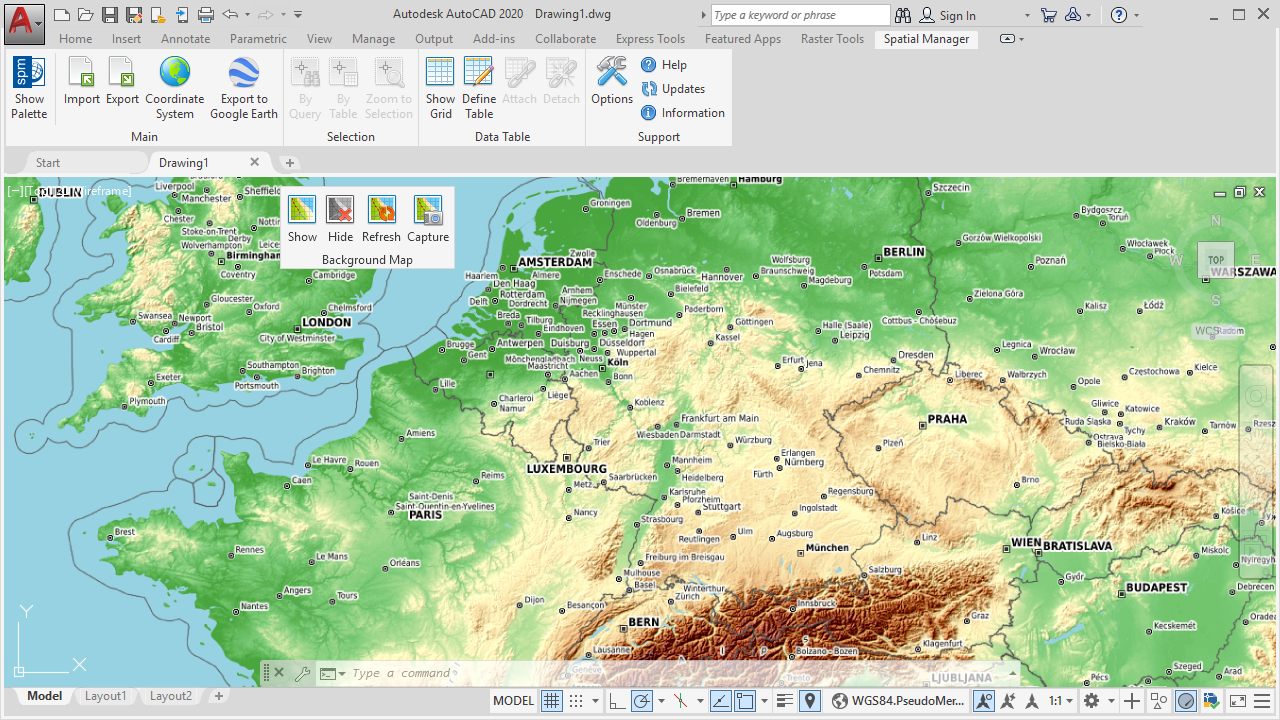 Autodesk AutoCAD 2020 Drawing1.dwg
Type a keyword or phrase
Sign In
Home Insert Annotate Parametric View Manage Output Add-ins Collaborate Express Tools Featured Apps Raster Tools Spatial Manager
spm
Show Palette
Import
Export
Coordinate System
Export to Google Earth
Main
By Query
By Table
Zoom to Selection
Selection
Show Grid
Define Table
Attach
Detach
Data Table
Options
Help
Updates
Information
Support
Start
Drawing1
Show
Hide
Refresh
Capture
Background Map
DUBLIN
Liverpool
Manchester
Chester
Stoke-on-Trent
Derby
Wolverhampton
Birmingham
Coventry
Cambridge
Gloucester
Oxford
Chelmsford
Swansea
Newport
Bristol
Cardiff
LONDON
City of Westminster
Southampton
Brighton
Portsmouth
Exeter
Plymouth
Bremerhaven
Hamburg
Szczecin
Groningen
Bremen
Oldenburg
Bydgoszcz
Toruń
BERLIN
Gorzów Wielkopolski
Włocławek
Płock
Poznań
Zwolle
AMSTERDAM
Haarlem
Almere
Enschede
Osnabrück
Hannover
Wolfsburg
Braunschweig
Potsdam
Magdeburg
WARSZAWA
Den Haag
Delft
Rotterdam
Dordrecht
Arnhem
Nijmegen
Bielefeld
Münster
Recklinghausen
Paderborn
Zielona Góra
Kalisz
Łódź
Breda
Tilburg
Eindhoven
Essen
Dortmund
Hagen
Göttingen
Halle (Saale)
Leipzig
Cottbus - Chóśebuz
Radom
Brugge
Gent
Antwerpen
Duisburg
Düsseldorf
Wuppertal
Kassel
Mönchengladbach
Neuss
Maastricht
Köln
Aachen
Bonn
Erfurt
Jena
Dresden
Chemnitz
Legnica
Wrocław
Liberec
Wałbrzych
Opole
Częstochowa
Kielce
Lille
Charleroi
Namur
Liège
Koblenz
Frankfurt am Main
Wiesbaden
Darmstadt
Würzburg
PRAHA
Plzeň
Gliwice
Katowice
Ruda Śląska
Tychy
Kraków
Tarnów
Ostrava
Bielsko-Biała
Amiens
Trier
LUXEMBOURG
Saarbrücken
Mannheim
Heidelberg
Erlangen
Nürnberg
Fürth
Le Havre
Rouen
Caen
Reims
Metz
Karlsruhe
Pforzheim
Stuttgart
Regensburg
Ingolstadt
Brno
Saint-Denis
Saint-Quentin-en-Yvelines
PARIS
Nancy
Strasbourg
Reutlingen
Ulm
Augsburg
Linz
Košice
Brest
Rennes
Le Mans
Orléans
Freiburg im Breisgau
München
WIEN
BRATISLAVA
Miskolc
Mulhouse
Basel
Winterthur
Zürich
Salzburg
Győr
BUDAPEST
Debrecen
Angers
Tours
Nantes
Dijon
Besançon
BERN
Innsbruck
Graz
Kecskemét
Lausanne
Bolzano - Bozen
Klagenfurt
Genève
Trento
LJUBLJANA
Pécs
Szeged
Arad
TOP
N
W
E
S
WCS
Y
X
Type a command
Model Layout1 Layout2
MODEL
WGS84.PseudoMer...
1:1